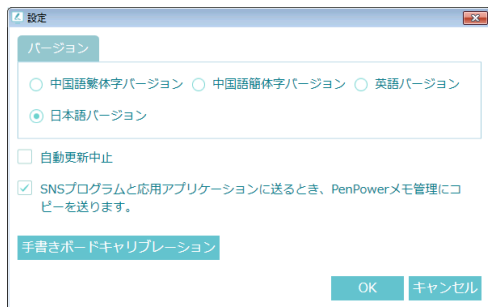 設定
バージョン
中国語繁体字バージョン 中国語簡体字バージョン 英語バージョン
日本語バージョン
自動更新中止
SNSプログラムと応用アプリケーションに送るとき、PenPowerメモ管理にコ
ピーを送ります。
手書きボードキャリブレーション
OK キャンセル